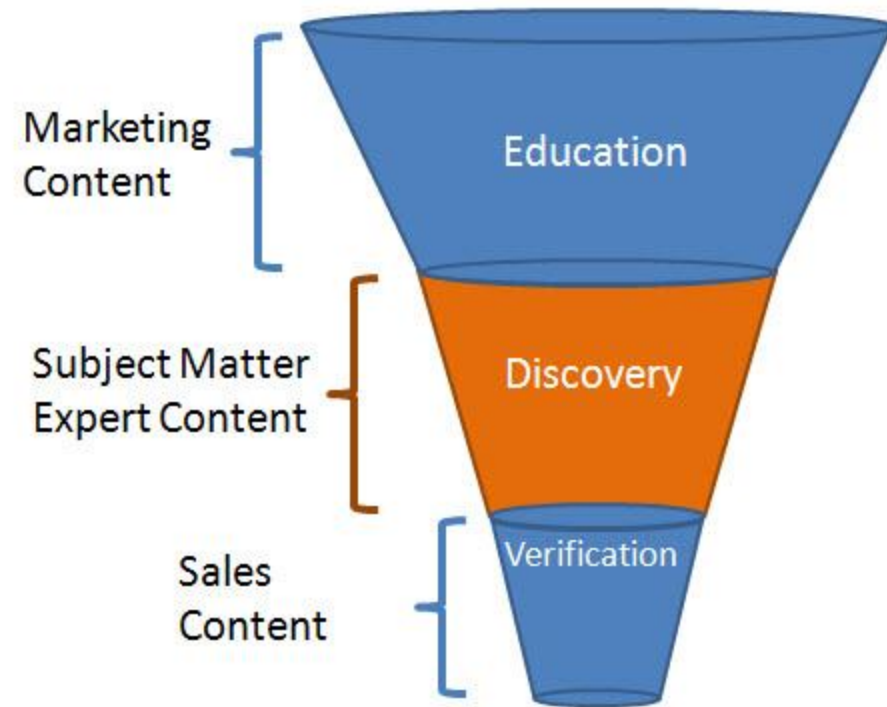 Marketing
Content
Education
Subject Matter
Expert Content
Discovery
Sales
Content
Verification